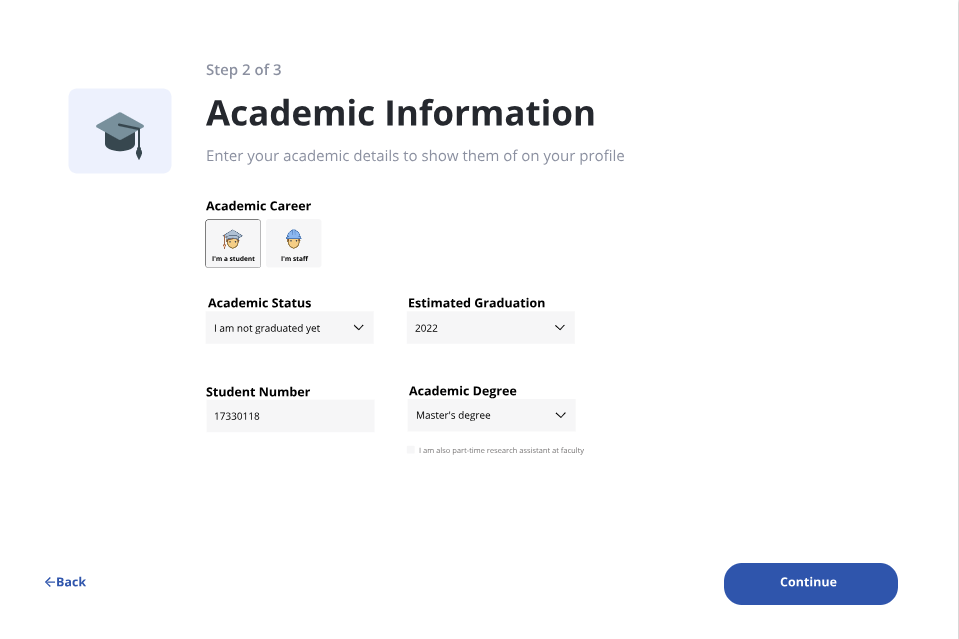 Step 2 of 3
Academic Information
Enter your academic details to show them of on your profile
Academic Career
I'm a student
I'm staff
Academic Status
Estimated Graduation
I am not graduated yet
2022
Student Number
Academic Degree
17330118
Master's degree
I am also part-time research assistant at faculty
Back
Continue